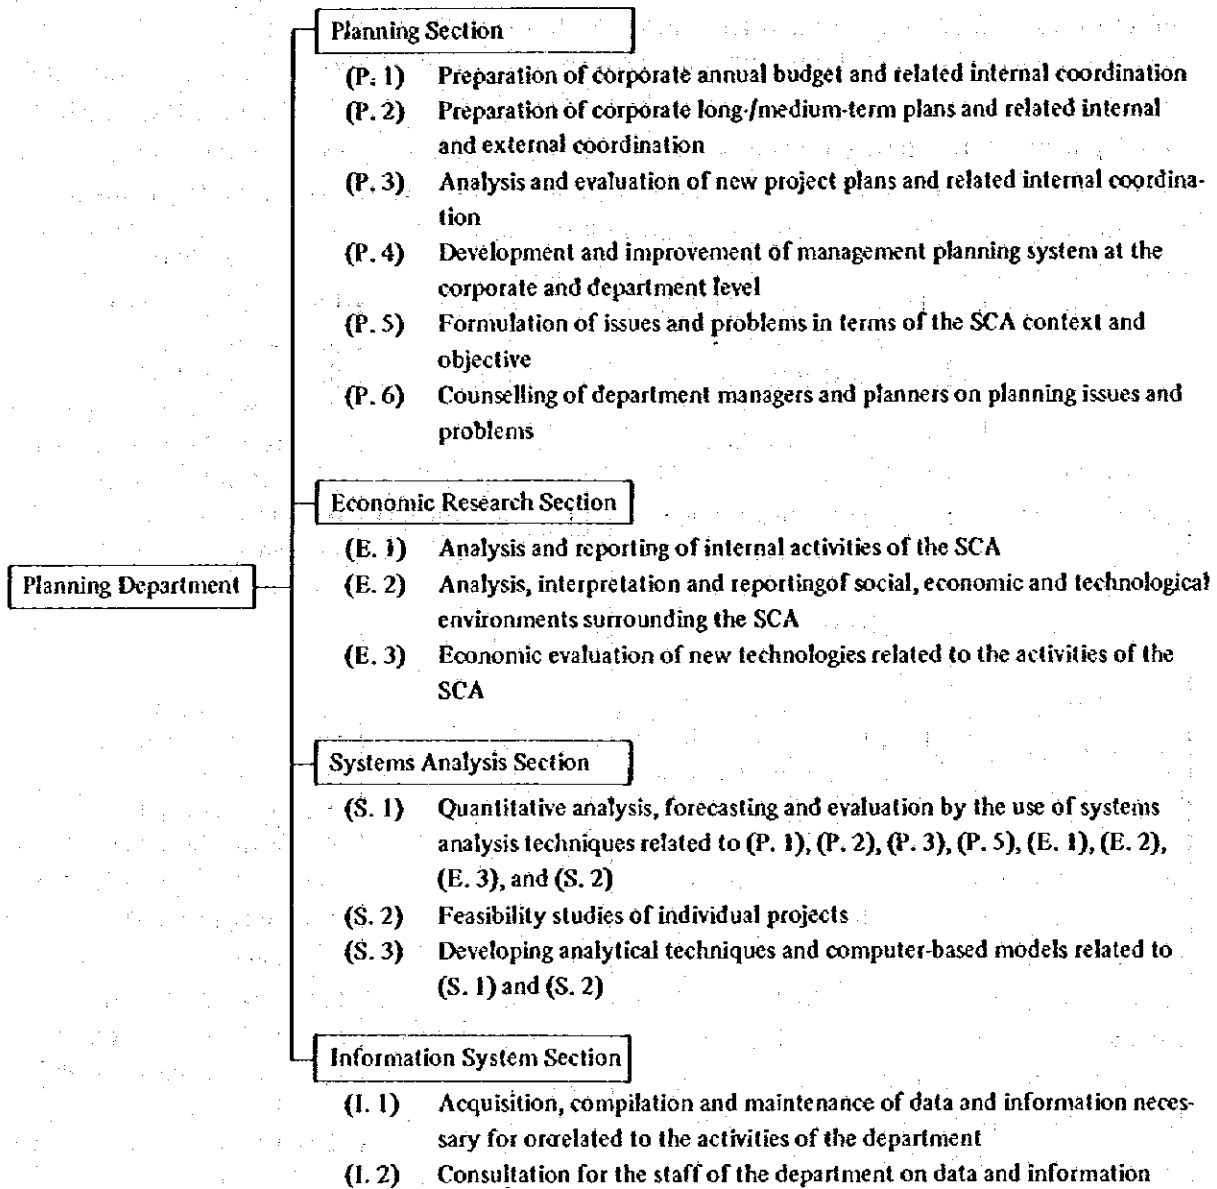 Planning Section
(P. 1) Preparation of corporate annual budget and related internal coordination
(P. 2) Preparation of corporate long-/medium-term plans and related internal
and external coordination
(P. 3) Analysis and evaluation of new project plans and related internal coordina-
tion
(P. 4) Development and improvement of management planning system at the
corporate and department level
(P. 5) Formulation of issues and problems in terms of the SCA context and
objective
(P. 6) Counselling of department managers and planners on planning issues and
problems
Economic Research Section
(E. 1) Analysis and reporting of internal activities of the SCA
Planning Department
(E. 2) Analysis, interpretation and reportingof social, economic and technological
environments surrounding the SCA
(E. 3) Economic evaluation of new technologies related to the activities of the
SCA
Systems Analysis Section
(S. 1) Quantitative analysis, forecasting and evaluation by the use of systems
analysis techniques related to (P. 1), (P. 2), (P. 3), (P. 5), (E. 1), (E. 2),
(E. 3), and (S. 2)
(S. 2) Feasibility studies of individual projects
(S. 3) Developing analytical techniques and computer-based models related to
(S. 1) and (S. 2)
Information System Section
(I. 1) Acquisition, compilation and maintenance of data and information neces-
sary for orrelated to the activities of the department
(I. 2) Consultation for the staff of the department on data and information